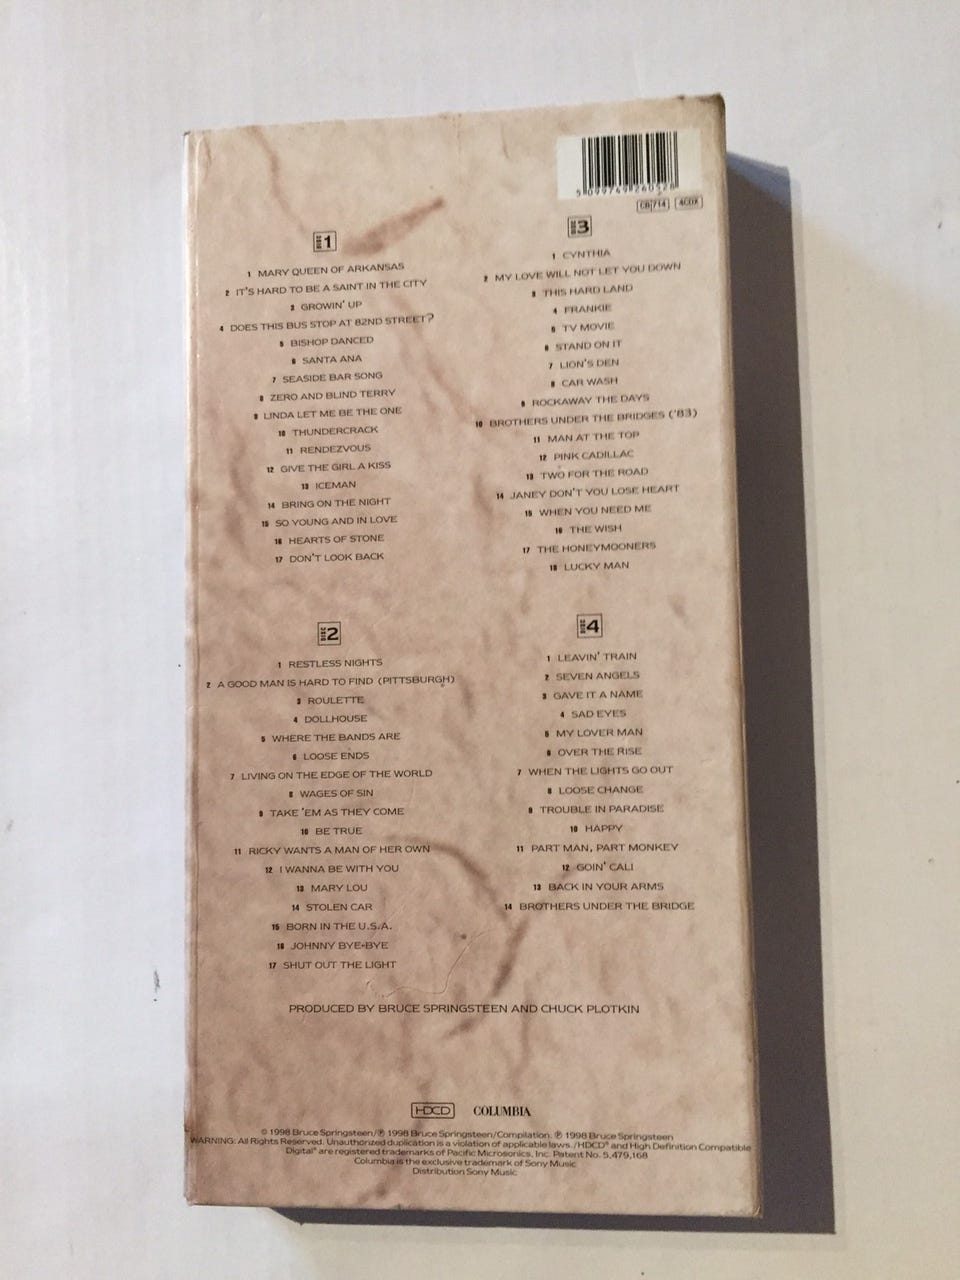 5 099749 260528
CB714 4CDX
DISC 1
1 MARY QUEEN OF ARKANSAS
2 IT'S HARD TO BE A SAINT IN THE CITY
3 GROWIN' UP
4 DOES THIS BUS STOP AT 82ND STREET?
5 BISHOP DANCED
6 SANTA ANA
7 SEASIDE BAR SONG
8 ZERO AND BLIND TERRY
9 LINDA LET ME BE THE ONE
10 THUNDERCRACK
11 RENDEZVOUS
12 GIVE THE GIRL A KISS
13 ICEMAN
14 BRING ON THE NIGHT
15 SO YOUNG AND IN LOVE
16 HEARTS OF STONE
17 DON'T LOOK BACK
DISC 2
1 RESTLESS NIGHTS
2 A GOOD MAN IS HARD TO FIND (PITTSBURGH)
3 ROULETTE
4 DOLLHOUSE
5 WHERE THE BANDS ARE
6 LOOSE ENDS
7 LIVING ON THE EDGE OF THE WORLD
8 WAGES OF SIN
9 TAKE 'EM AS THEY COME
10 BE TRUE
11 RICKY WANTS A MAN OF HER OWN
12 I WANNA BE WITH YOU
13 MARY LOU
14 STOLEN CAR
15 BORN IN THE U.S.A.
16 JOHNNY BYE-BYE
17 SHUT OUT THE LIGHT
DISC 3
1 CYNTHIA
2 MY LOVE WILL NOT LET YOU DOWN
3 THIS HARD LAND
4 FRANKIE
5 TV MOVIE
6 STAND ON IT
7 LION'S DEN
8 CAR WASH
9 ROCKAWAY THE DAYS
10 BROTHERS UNDER THE BRIDGES ('83)
11 MAN AT THE TOP
12 PINK CADILLAC
13 TWO FOR THE ROAD
14 JANEY DON'T YOU LOSE HEART
15 WHEN YOU NEED ME
16 THE WISH
17 THE HONEYMOONERS
18 LUCKY MAN
DISC 4
1 LEAVIN' TRAIN
2 SEVEN ANGELS
3 GAVE IT A NAME
4 SAD EYES
5 MY LOVER MAN
6 OVER THE RISE
7 WHEN THE LIGHTS GO OUT
8 LOOSE CHANGE
9 TROUBLE IN PARADISE
10 HAPPY
11 PART MAN, PART MONKEY
12 GOIN' CALI
13 BACK IN YOUR ARMS
14 BROTHERS UNDER THE BRIDGE
PRODUCED BY BRUCE SPRINGSTEEN AND CHUCK PLOTKIN
HDCD COLUMBIA
© 1998 Bruce Springsteen/℗ 1998 Bruce Springsteen/Compilation ℗ 1998 Bruce Springsteen
WARNING: All Rights Reserved. Unauthorized duplication is a violation of applicable laws./HDCD® and High Definition Compatible
Digital® are registered trademarks of Pacific Microsonics, Inc. Patent No. 5,479,168
Columbia is the exclusive trademark of Sony Music
Distribution Sony Music